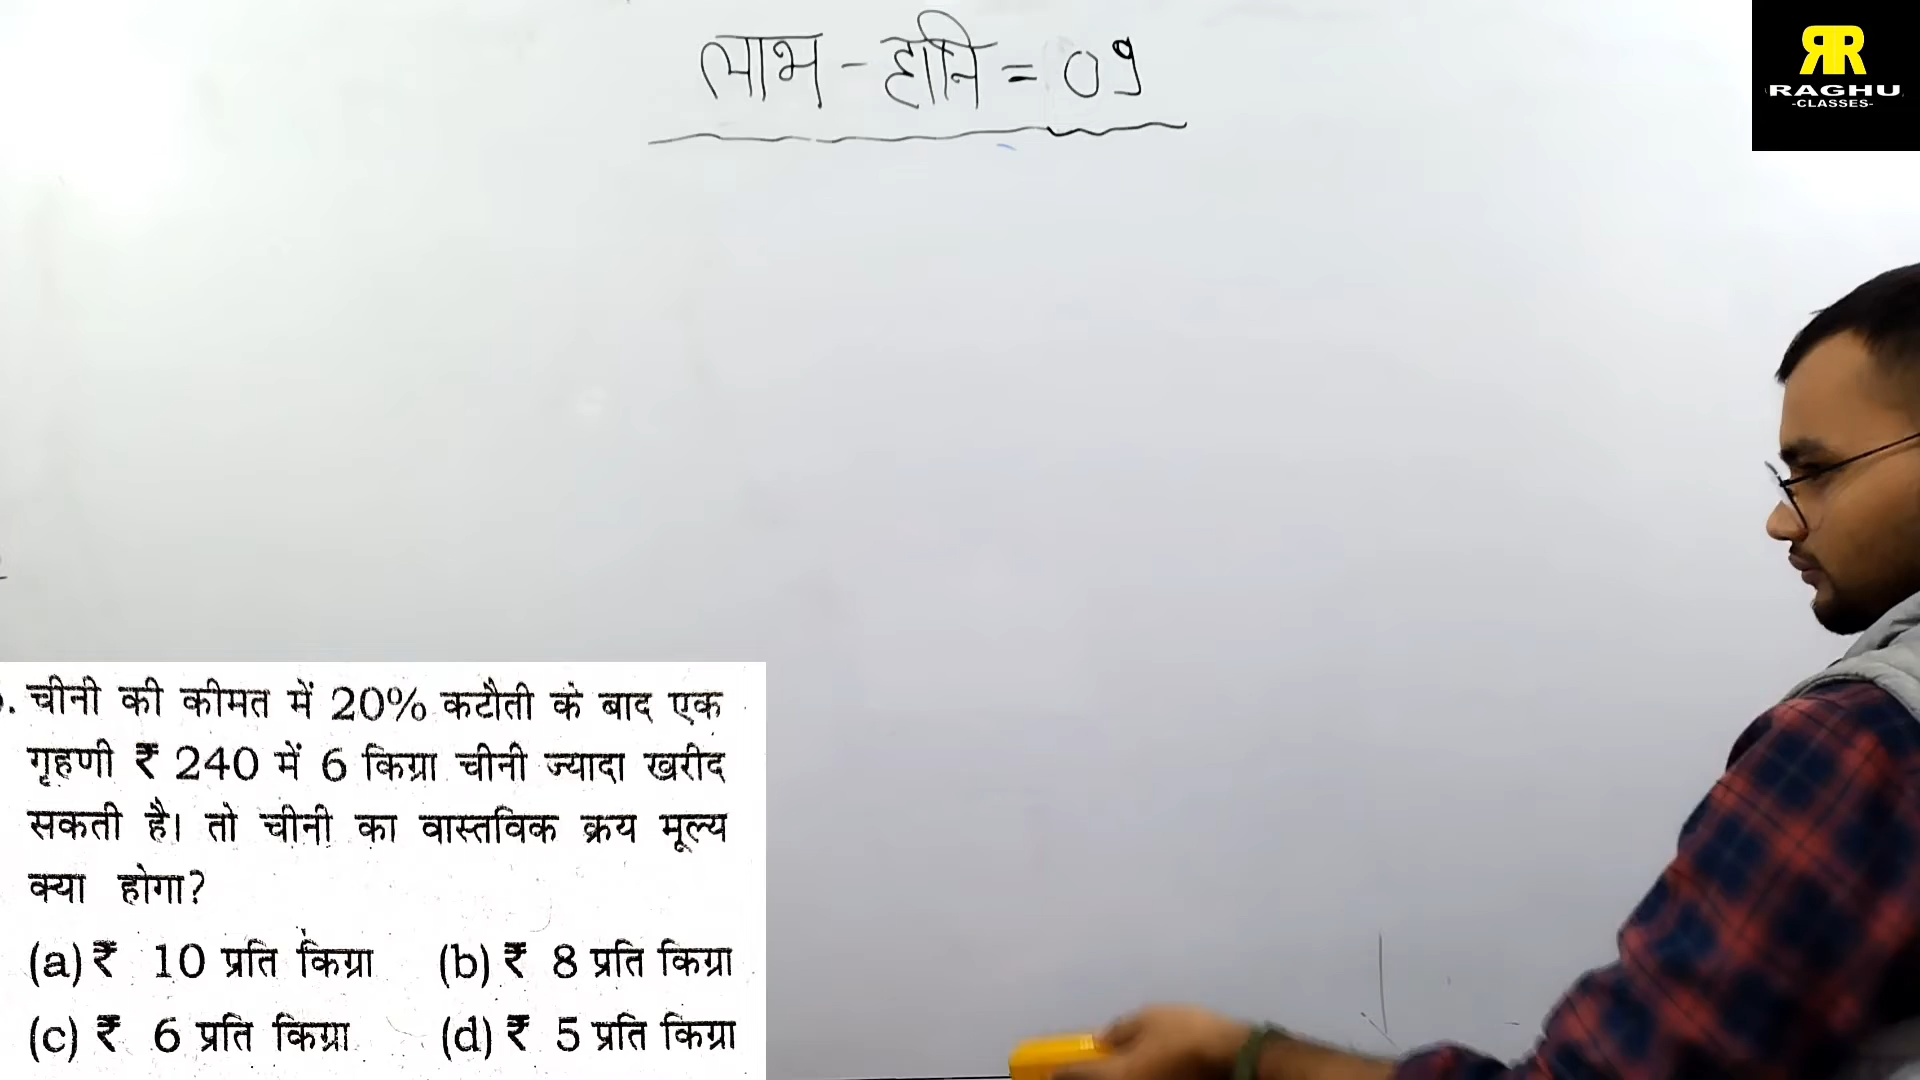 लाभ - हानि = 09
RR
RAGHU
-CLASSES-
. चीनी की कीमत में 20% कटौती के बाद एक
गृहणी ₹ 240 में 6 किग्रा चीनी ज्यादा खरीद
सकती है। तो चीनी का वास्तविक क्रय मूल्य
क्या होगा?
(a) ₹ 10 प्रति किग्रा (b) ₹ 8 प्रति किग्रा
(c) ₹ 6 प्रति किग्रा (d) ₹ 5 प्रति किग्रा